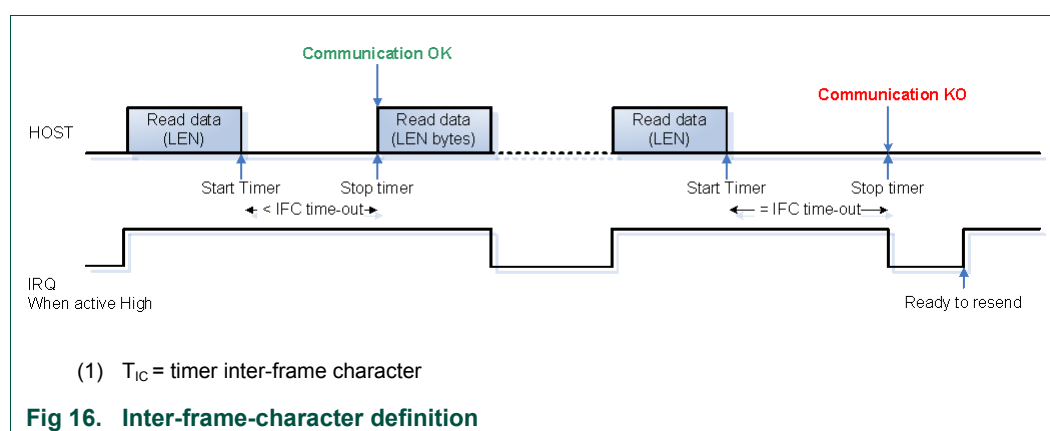 Communication OK
Communication KO
HOST
Read data
(LEN)
Read data
(LEN bytes)
Read data
(LEN)
Start Timer
Stop timer
Start Timer
Stop timer
< IFC time-out
= IFC time-out
IRQ
When active High
Ready to resend
(1) TIC = timer inter-frame character
Fig 16. Inter-frame-character definition